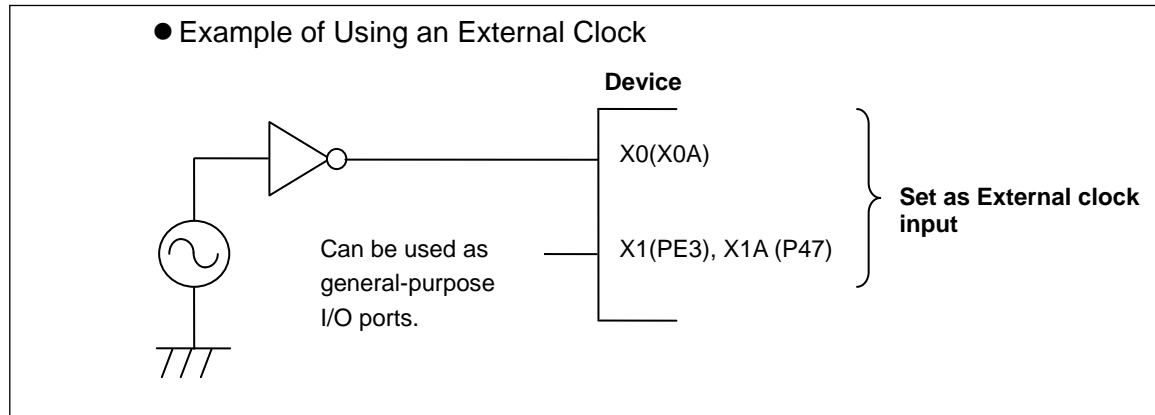 ● Example of Using an External Clock
Device
X0(X0A)
Set as External clock
input
Can be used as
general-purpose
I/O ports.
X1(PE3), X1A (P47)